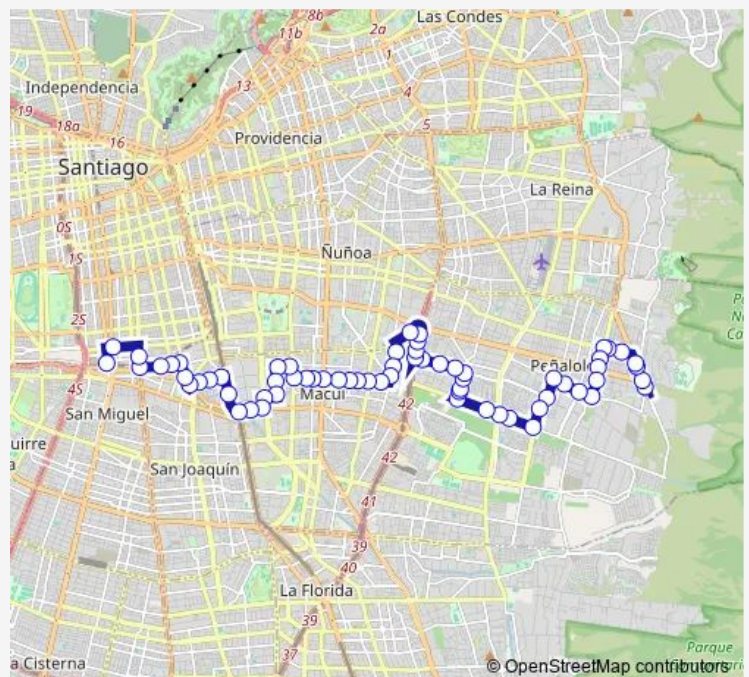 Las Condes
8b
11b
2a
Independencia
1
19
13
4
18a
16
5
Providencia
Santiago
La Reina
0S
1S
Ñuñoa
2S
4S
Macul
San Miguel
42
San Joaquín
42
41
39
40
La Florida
39
37
a Cisterna
Parque
© OpenStreetMap contributors